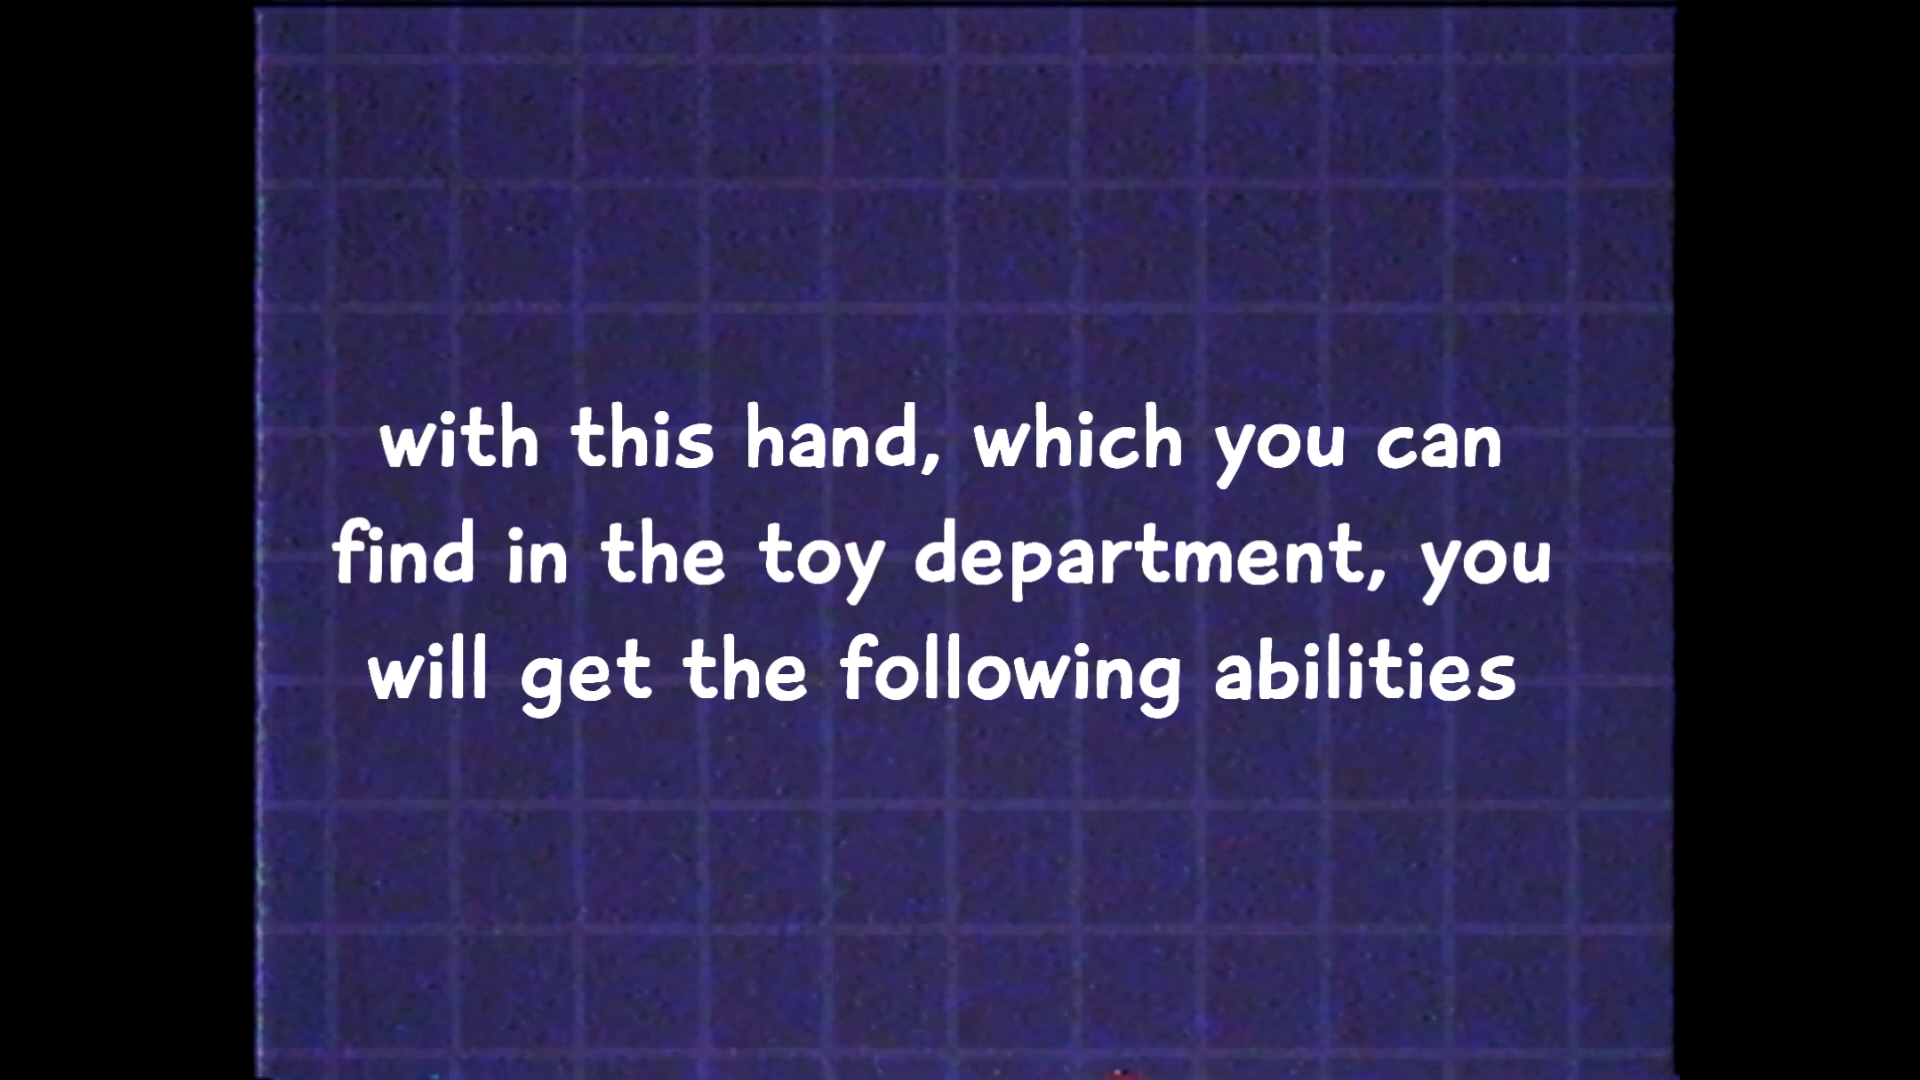 with this hand, which you can
find in the toy department, you
will get the following abilities